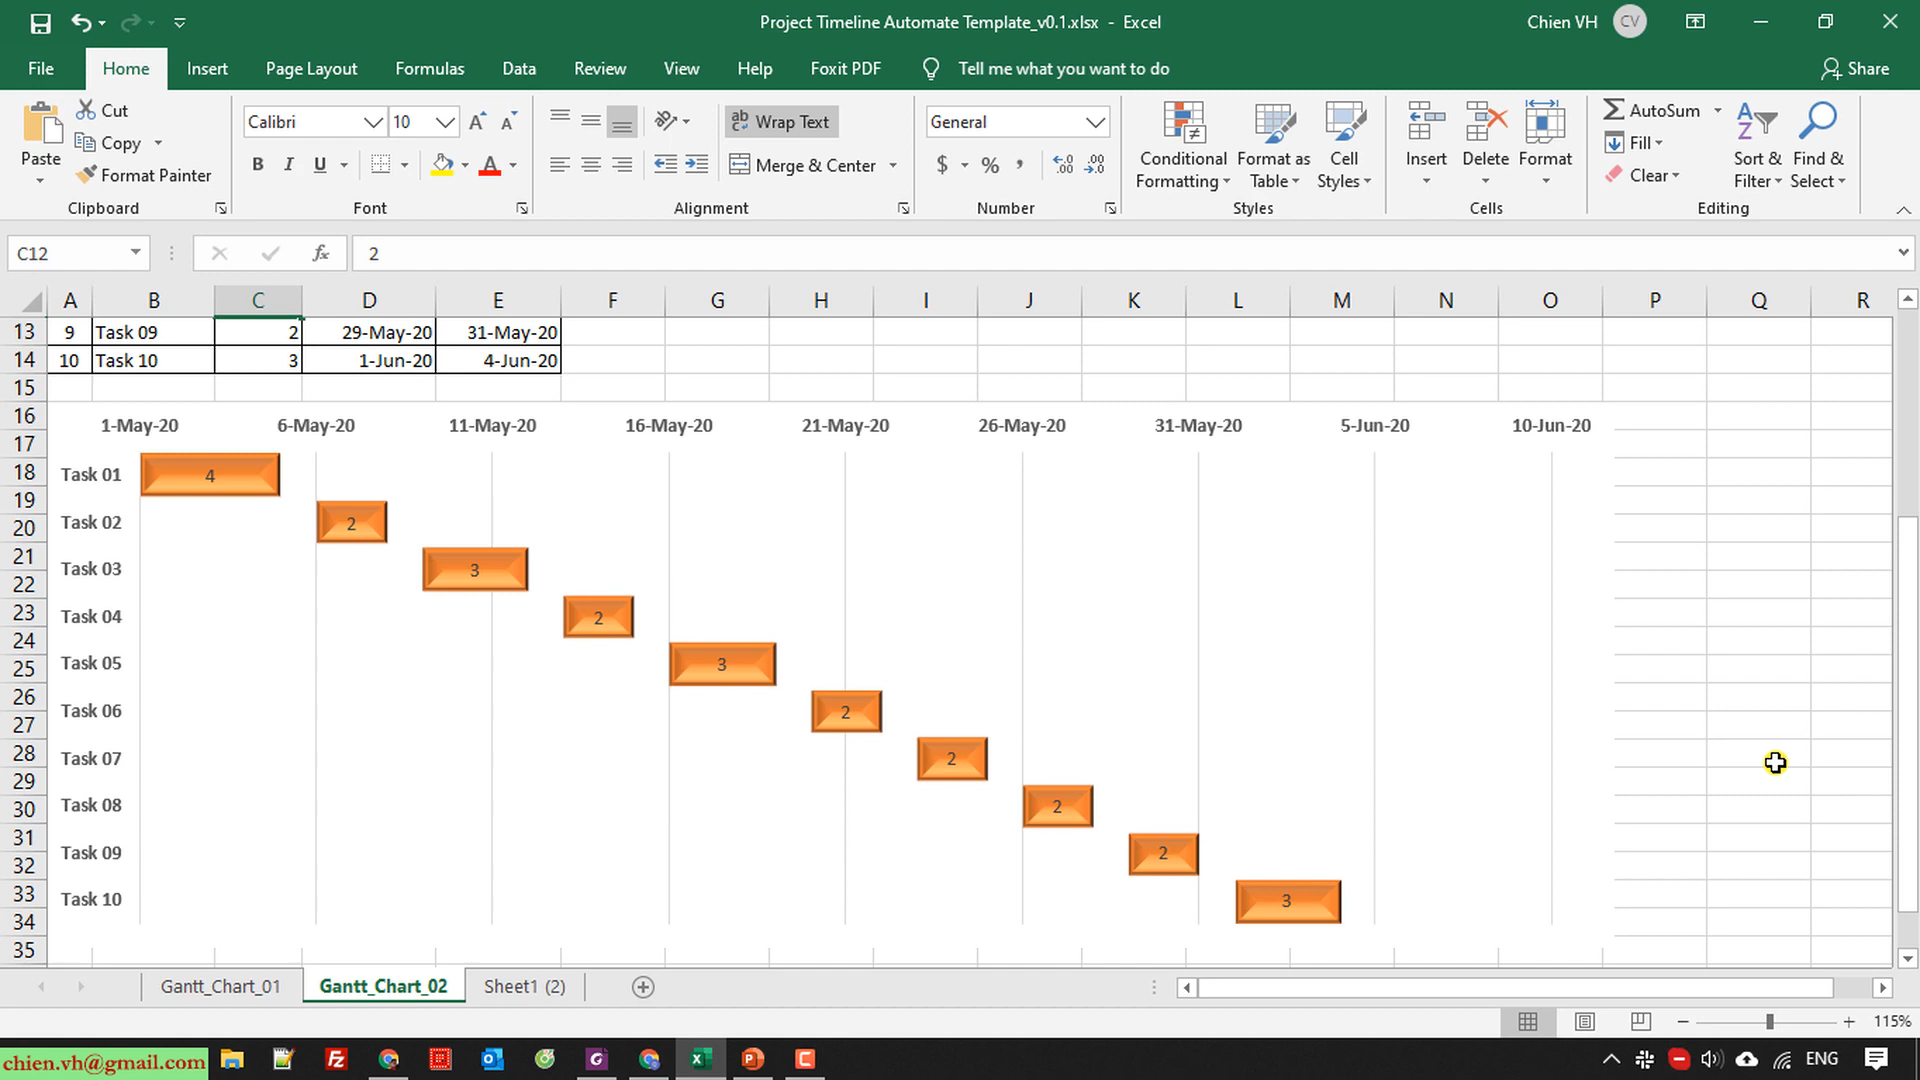 Project Timeline Automate Template_v0.1.xlsx - Excel
Chien VH
CV
File
Home
Insert
Page Layout
Formulas
Data
Review
View
Help
Foxit PDF
Tell me what you want to do
Share
Paste
Cut
Copy
Format Painter
Clipboard
Calibri
10
B I U
Font
Wrap Text
Merge & Center
Alignment
General
$ % ,
Number
Conditional
Formatting
Format as
Table
Cell
Styles
Styles
Insert
Delete
Format
Cells
AutoSum
Fill
Clear
Sort &
Filter
Find &
Select
Editing
C12
fx
2
A B C D E F G H I J K L M N O P Q R
13 9 Task 09 2 29-May-20 31-May-20
14 10 Task 10 3 1-Jun-20 4-Jun-20
15
16
17
18
19
20
21
22
23
24
25
26
27
28
29
30
31
32
33
34
35
1-May-20 6-May-20 11-May-20 16-May-20 21-May-20 26-May-20 31-May-20 5-Jun-20 10-Jun-20
Task 01 4
Task 02 2
Task 03 3
Task 04 2
Task 05 3
Task 06 2
Task 07 2
Task 08 2
Task 09 2
Task 10 3
Gantt_Chart_01
Gantt_Chart_02
Sheet1 (2)
115%
chien.vh@gmail.com
ENG